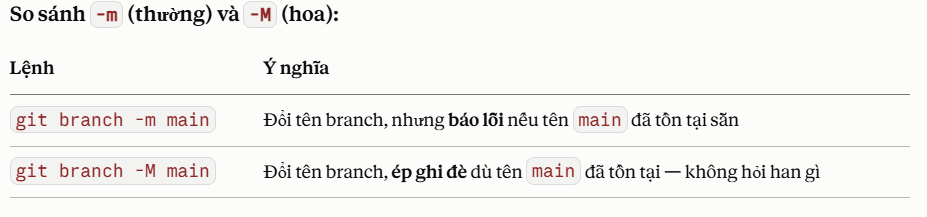 So sánh -m (thường) và -M (hoa):
Lệnh Ý nghĩa
git branch -m main Đổi tên branch, nhưng báo lỗi nếu tên main đã tồn tại sẵn
git branch -M main Đổi tên branch, ép ghi đè dù tên main đã tồn tại — không hỏi han gì